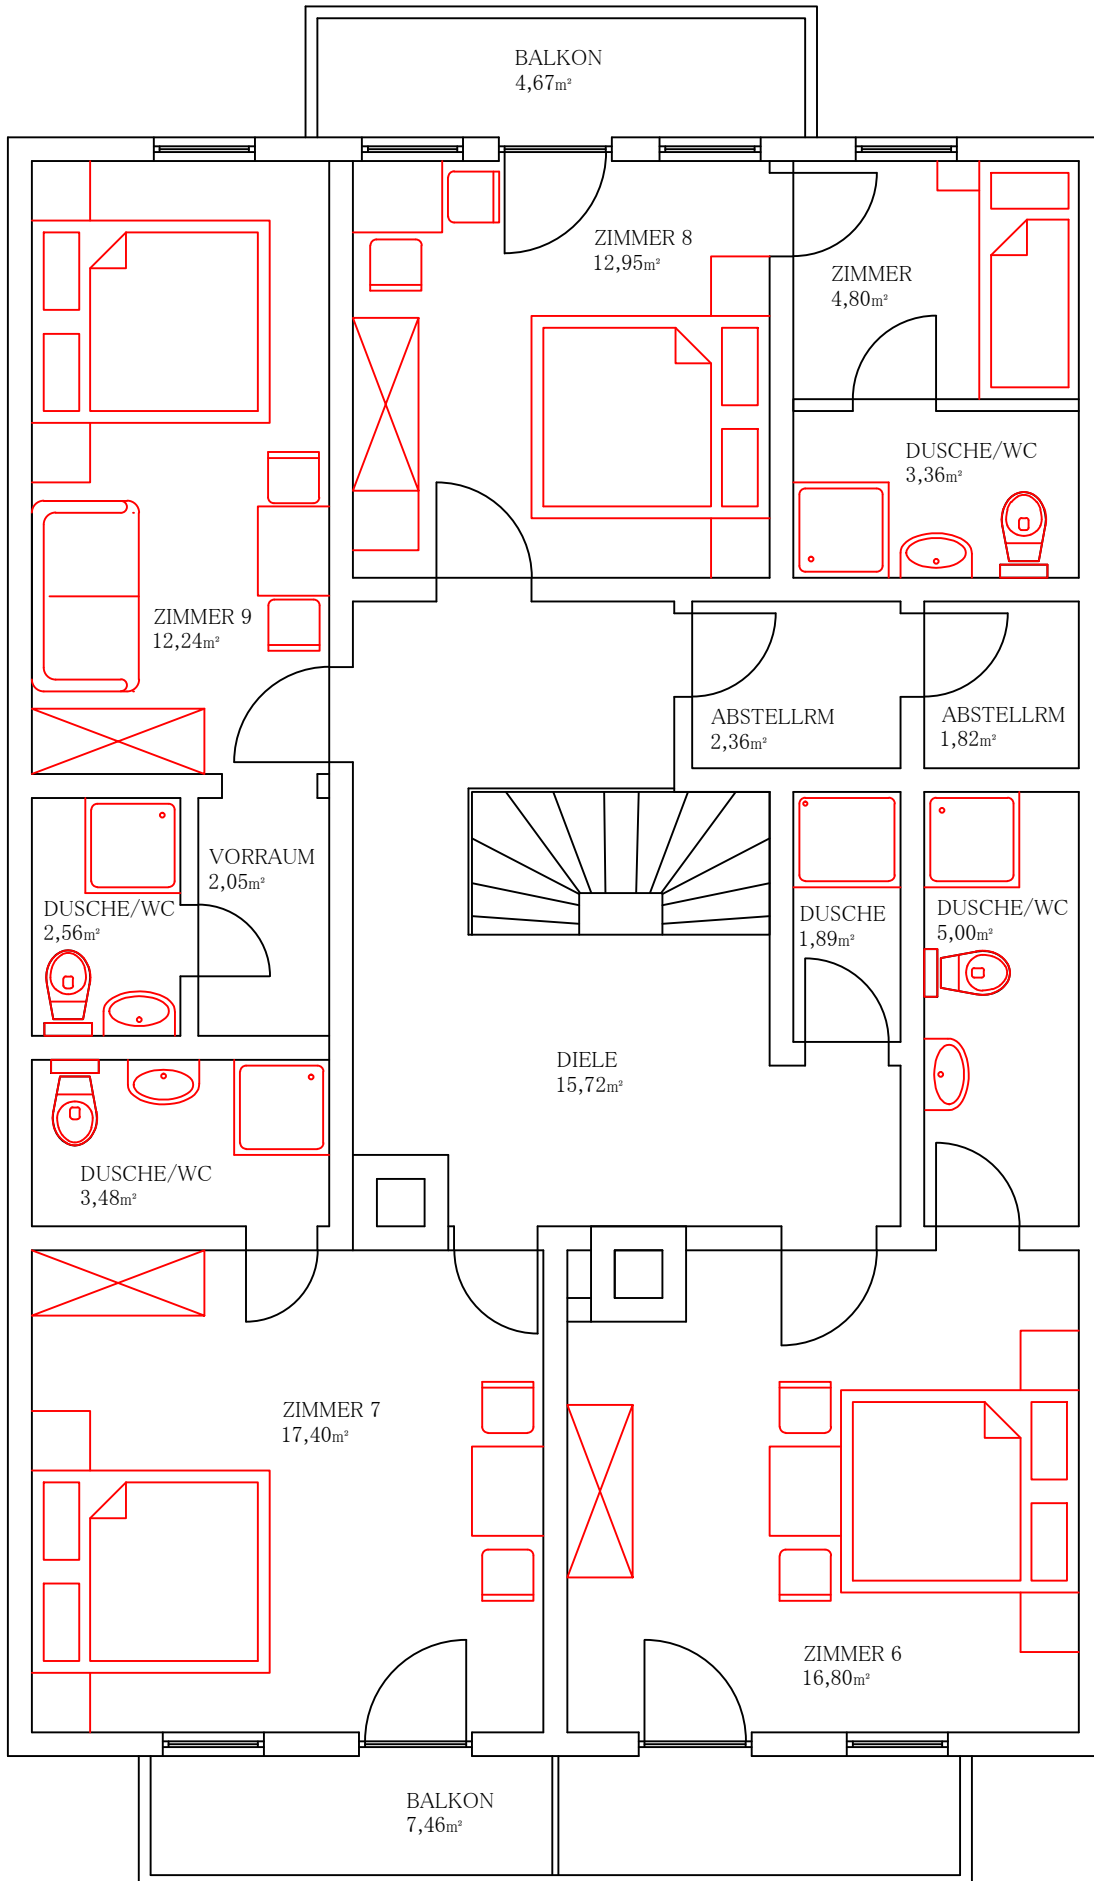 BALKON
4,67m²
ZIMMER 8
12,95m²
ZIMMER
4,80m²
DUSCHE/WC
3,36m²
ZIMMER 9
12,24m²
ABSTELLRM
2,36m²
ABSTELLRM
1,82m²
VORRAUM
2,05m²
DUSCHE/WC
2,56m²
DUSCHE
1,89m²
DUSCHE/WC
5,00m²
DIELE
15,72m²
DUSCHE/WC
3,48m²
ZIMMER 7
17,40m²
ZIMMER 6
16,80m²
BALKON
7,46m²